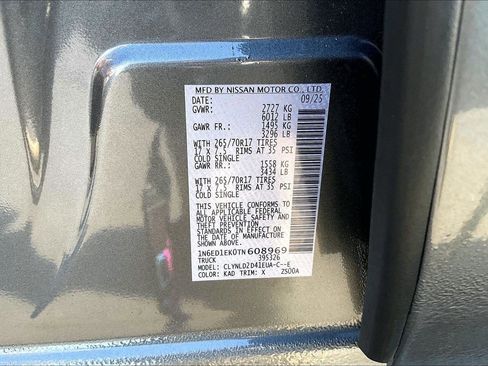 MFD BY NISSAN MOTOR CO., LTD.
DATE: 09/25
GVWR: 2727 KG
6012 LB
GAWR FR.: 1495 KG
3296 LB
WITH 265/70R17 TIRES
17 X 7.5 RIMS AT 35 PSI
COLD SINGLE
GAWR RR.: 1558 KG
3434 LB
WITH 265/70R17 TIRES
17 X 7.5 RIMS AT 35 PSI
COLD SINGLE
THIS VEHICLE CONFORMS TO
ALL APPLICABLE FEDERAL
MOTOR VEHICLE SAFETY AND
THEFT PREVENTION
STANDARDS IN EFFECT ON
THE DATE OF MANUFACTURE
SHOWN ABOVE.
1N6ED1EK0TN608969
TRUCK 395326
MODEL: CLYNLD2D41EUA-C--E
COLOR: KAD TRIM: X ZS00A